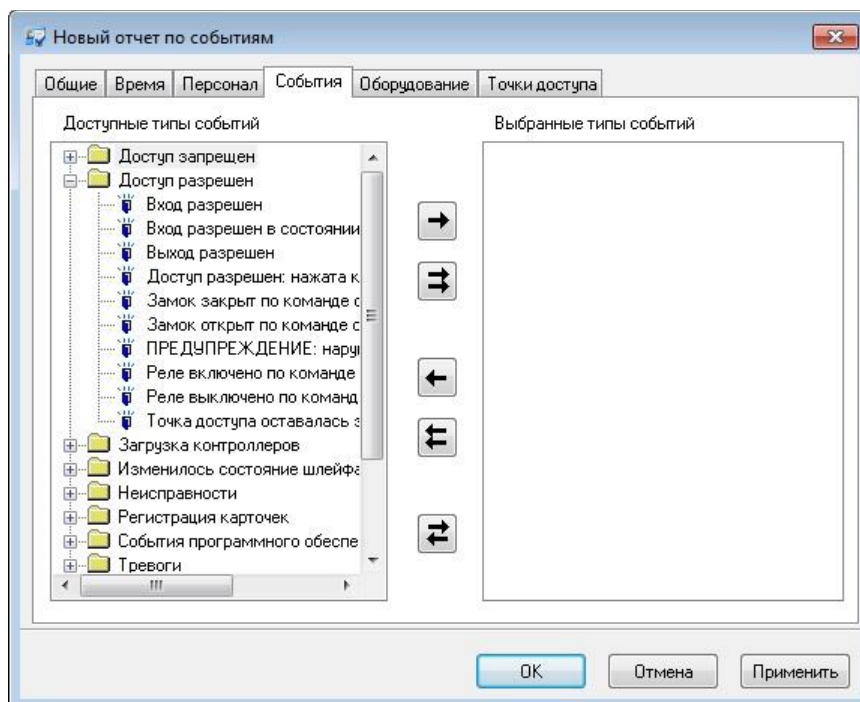 Новый отчет по событиям
Общие Время Персонал События Оборудование Точки доступа
Доступные типы событий
Выбранные типы событий
Доступ запрещен
Доступ разрешен
Вход разрешен
Вход разрешен в состоянии
Выход разрешен
Доступ разрешен: нажата к
Замок закрыт по команде с
Замок открыт по команде с
ПРЕДУПРЕЖДЕНИЕ: наруш
Реле включено по команде
Реле выключено по команд
Точка доступа оставалась з
Загрузка контроллеров
Изменилось состояние шлейфа
Неисправности
Регистрация карточек
События программного обеспе
Тревоги
OK Отмена Применить